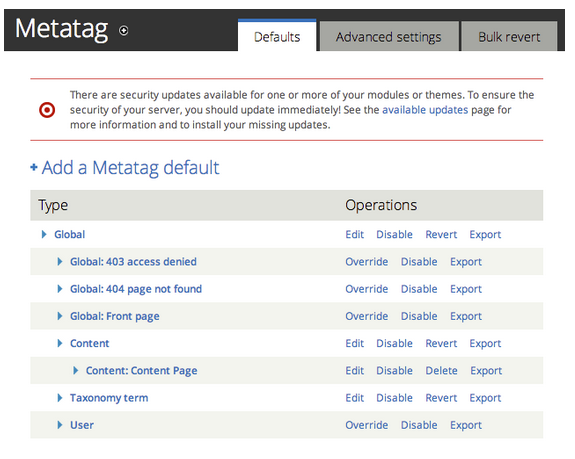 Metatag
Defaults Advanced settings Bulk revert
There are security updates available for one or more of your modules or themes. To ensure the
security of your server, you should update immediately! See the available updates page for
more information and to install your missing updates.
+ Add a Metatag default
Type Operations
Global Edit Disable Revert Export
Global: 403 access denied Override Disable Export
Global: 404 page not found Override Disable Export
Global: Front page Override Disable Export
Content Edit Disable Revert Export
Content: Content Page Edit Disable Delete Export
Taxonomy term Edit Disable Revert Export
User Override Disable Export